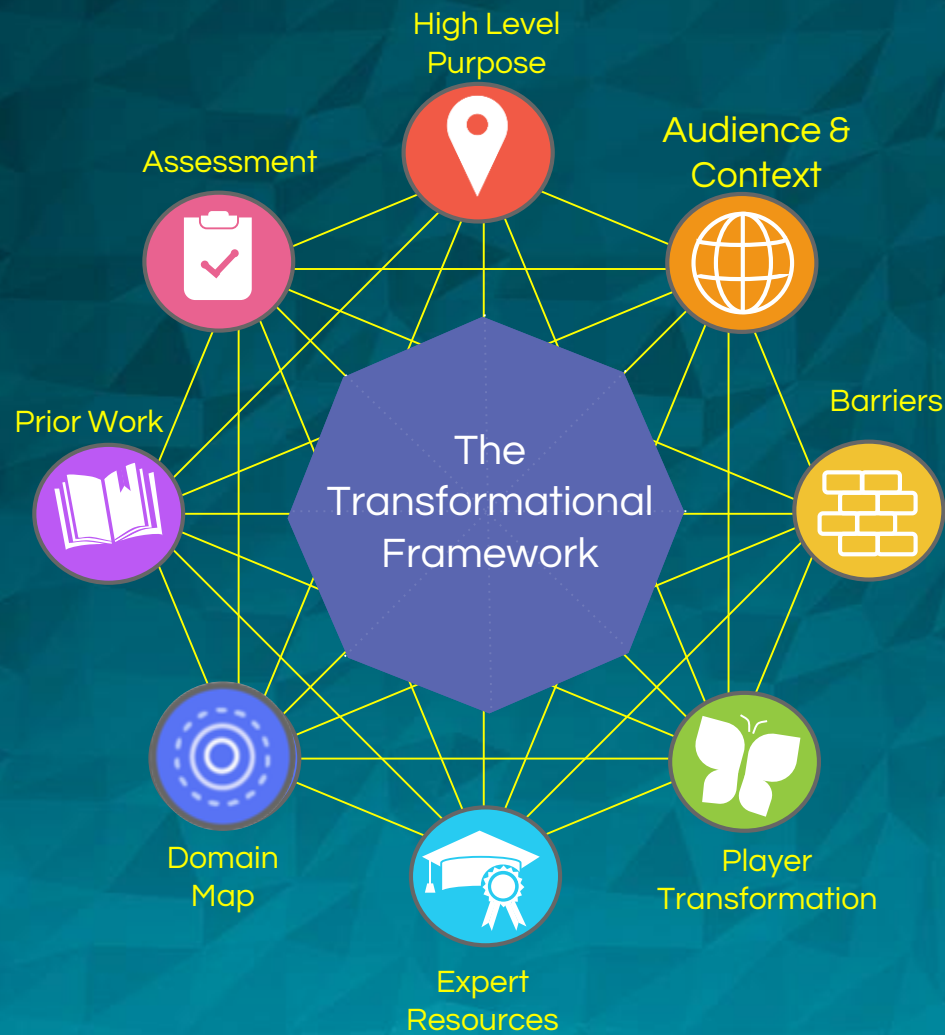 High Level
Purpose
Audience &
Context
Assessment
Barriers
Prior Work
The
Transformational
Framework
Domain
Map
Player
Transformation
Expert
Resources